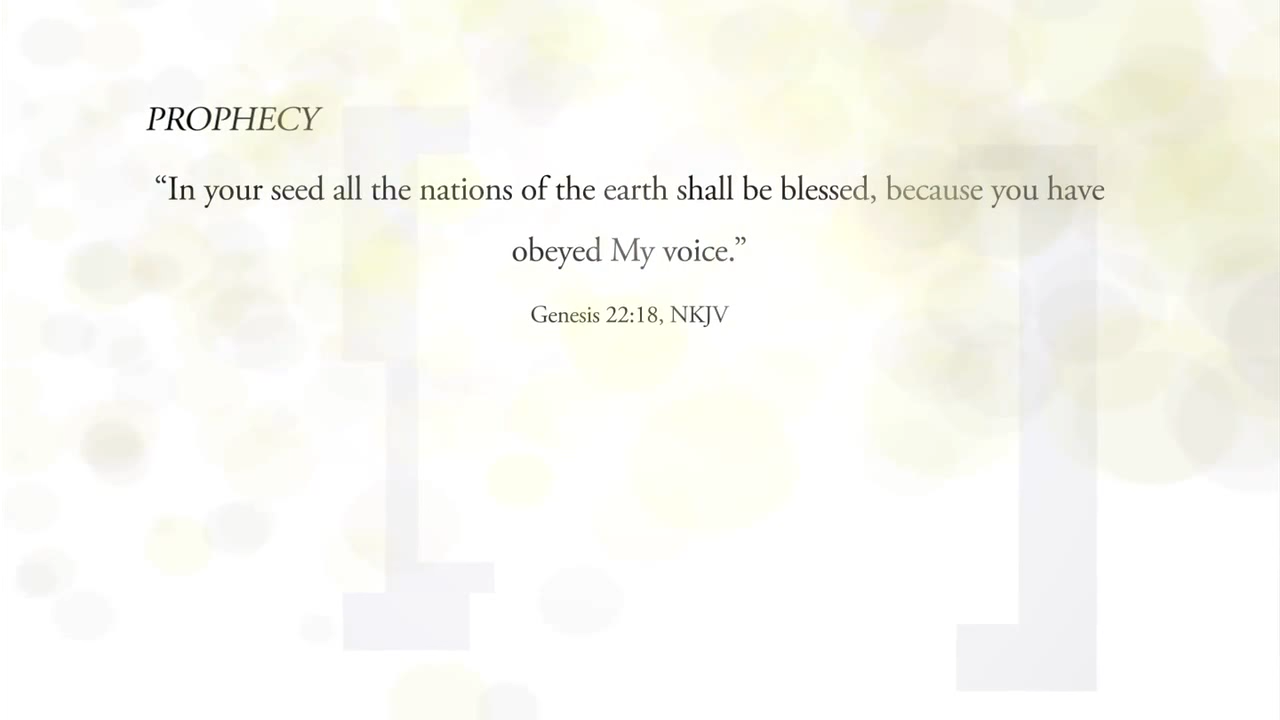 PROPHECY
“In your seed all the nations of the earth shall be blessed, because you have
obeyed My voice.”
Genesis 22:18, NKJV